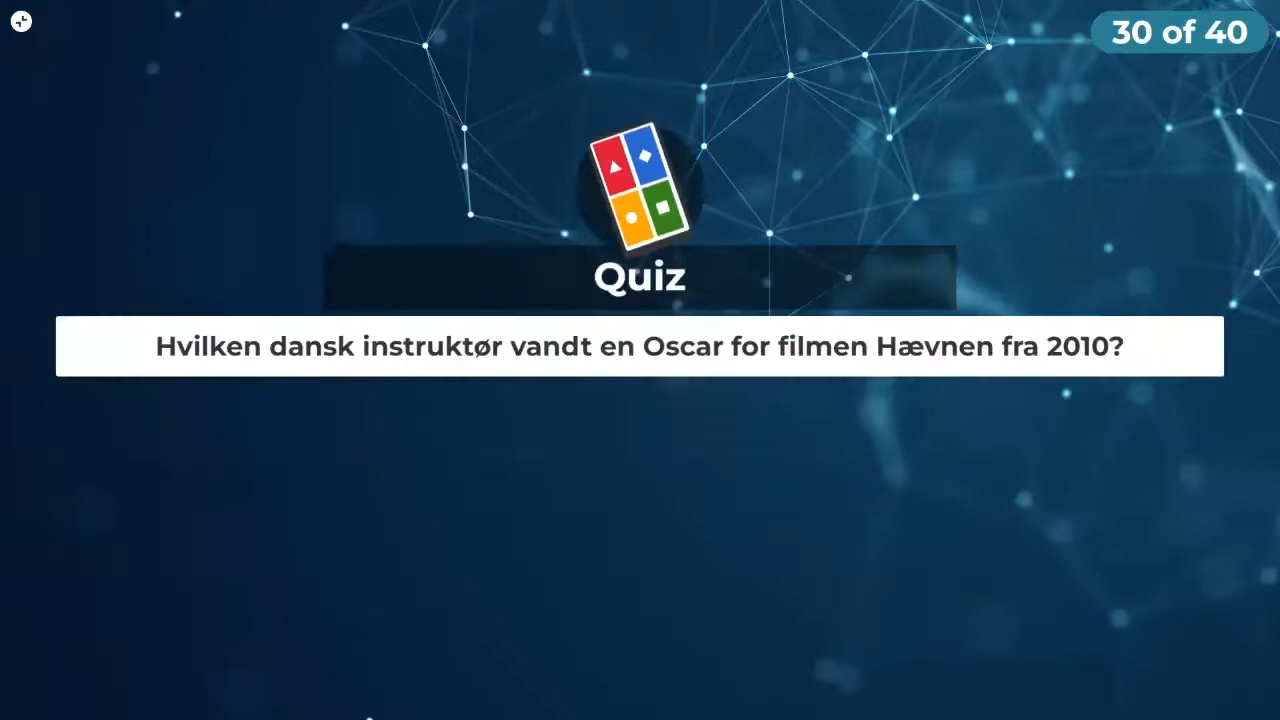 30 of 40
Quiz
Hvilken dansk instruktør vandt en Oscar for filmen Hævnen fra 2010?